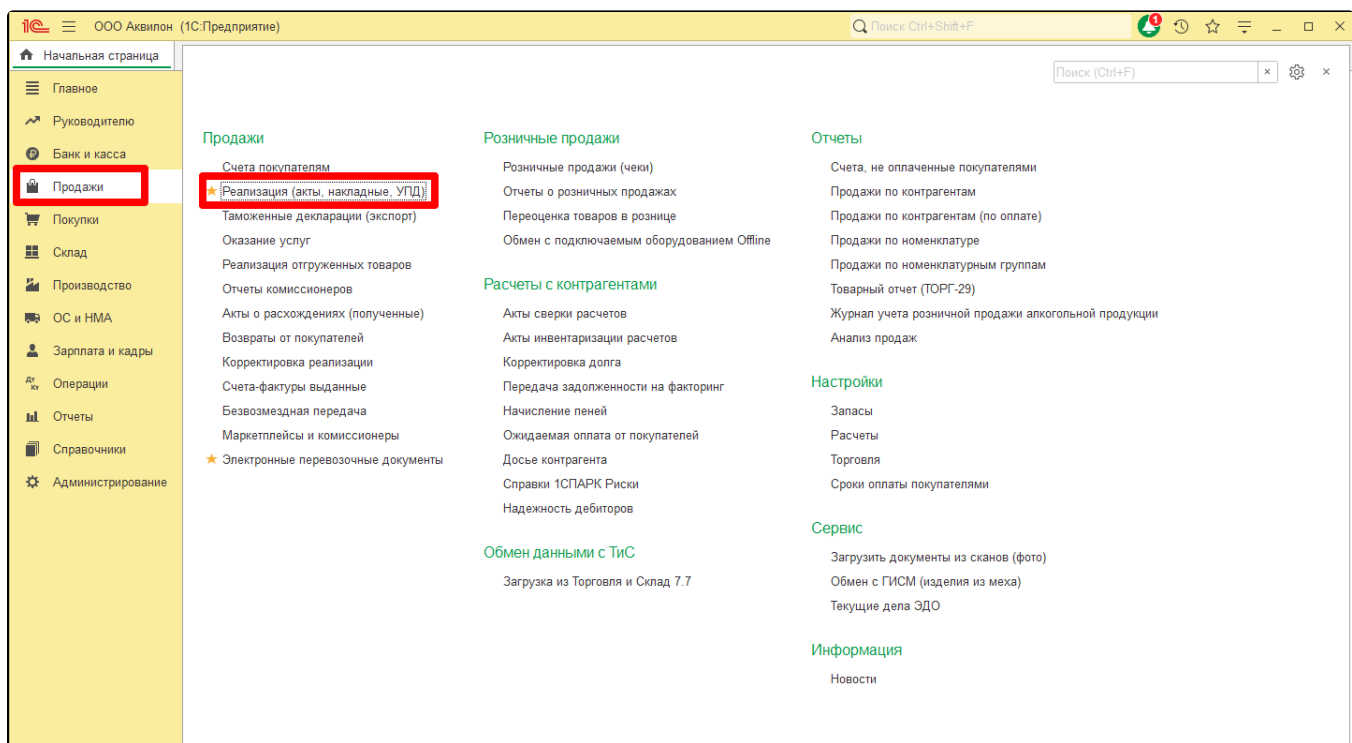 1С ООО Аквилон (1С:Предприятие) Поиск Ctrl+Shift+F 1
Начальная страница
Поиск (Ctrl+F)
Главное
Руководителю
Банк и касса
Продажи
Покупки
Склад
Производство
ОС и НМА
Зарплата и кадры
Дт Кт Операции
Отчеты
Справочники
Администрирование
Продажи
Счета покупателям
Реализация (акты, накладные, УПД)
Таможенные декларации (экспорт)
Оказание услуг
Реализация отгруженных товаров
Отчеты комиссионеров
Акты о расхождениях (полученные)
Возвраты от покупателей
Корректировка реализации
Счета-фактуры выданные
Безвозмездная передача
Маркетплейсы и комиссионеры
Электронные перевозочные документы
Розничные продажи
Розничные продажи (чеки)
Отчеты о розничных продажах
Переоценка товаров в рознице
Обмен с подключаемым оборудованием Offline
Расчеты с контрагентами
Акты сверки расчетов
Акты инвентаризации расчетов
Корректировка долга
Передача задолженности на факторинг
Начисление пеней
Ожидаемая оплата от покупателей
Досье контрагента
Справки 1СПАРК Риски
Надежность дебиторов
Обмен данными с ТиС
Загрузка из Торговля и Склад 7.7
Отчеты
Счета, не оплаченные покупателями
Продажи по контрагентам
Продажи по контрагентам (по оплате)
Продажи по номенклатуре
Продажи по номенклатурным группам
Товарный отчет (ТОРГ-29)
Журнал учета розничной продажи алкогольной продукции
Анализ продаж
Настройки
Запасы
Расчеты
Торговля
Сроки оплаты покупателями
Сервис
Загрузить документы из сканов (фото)
Обмен с ГИСМ (изделия из меха)
Текущие дела ЭДО
Информация
Новости